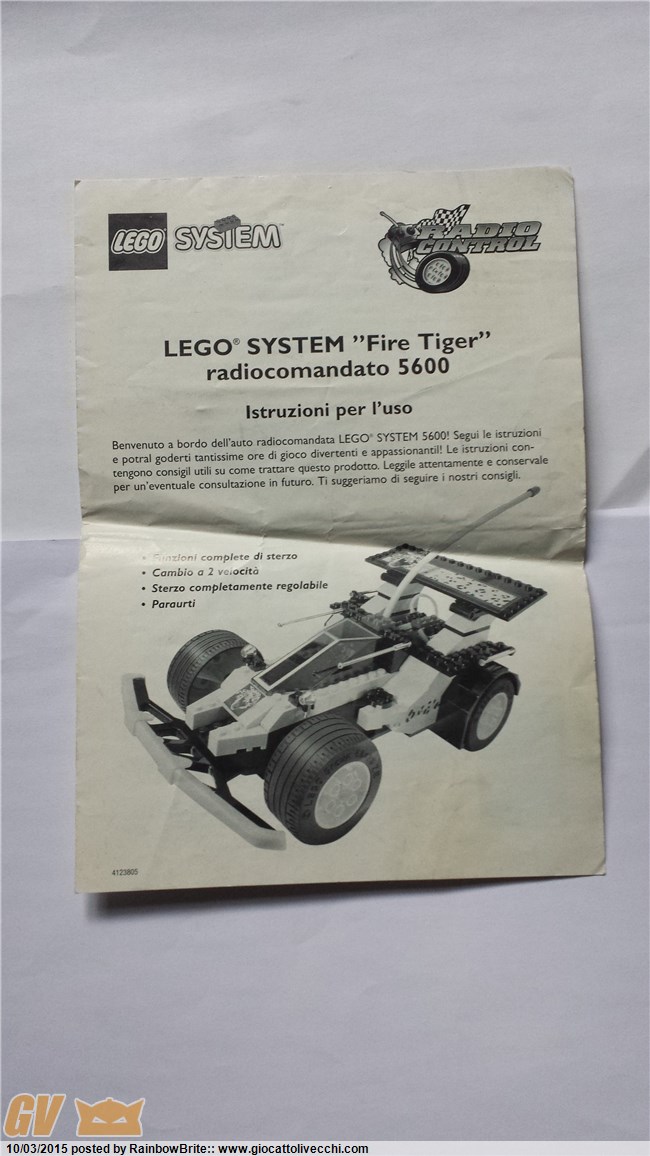 LEGO SYSTEM™
RADIO
CONTROL
LEGO® SYSTEM ”Fire Tiger”
radiocomandato 5600
Istruzioni per l’uso
Benvenuto a bordo dell’auto radiocomandata LEGO® SYSTEM 5600! Segui le istruzioni
e potrai goderti tantissime ore di gioco divertenti e appassionanti! Le istruzioni con-
tengono consigli utili su come trattare questo prodotto. Leggile attentamente e conservale
per un’eventuale consultazione in futuro. Ti suggeriamo di seguire i nostri consigli.
• Funzioni complete di sterzo
• Cambio a 2 velocità
• Sterzo completamente regolabile
• Paraurti
4123805
GV
10/03/2015 posted by RainbowBrite:: www.giocattolivecchi.com